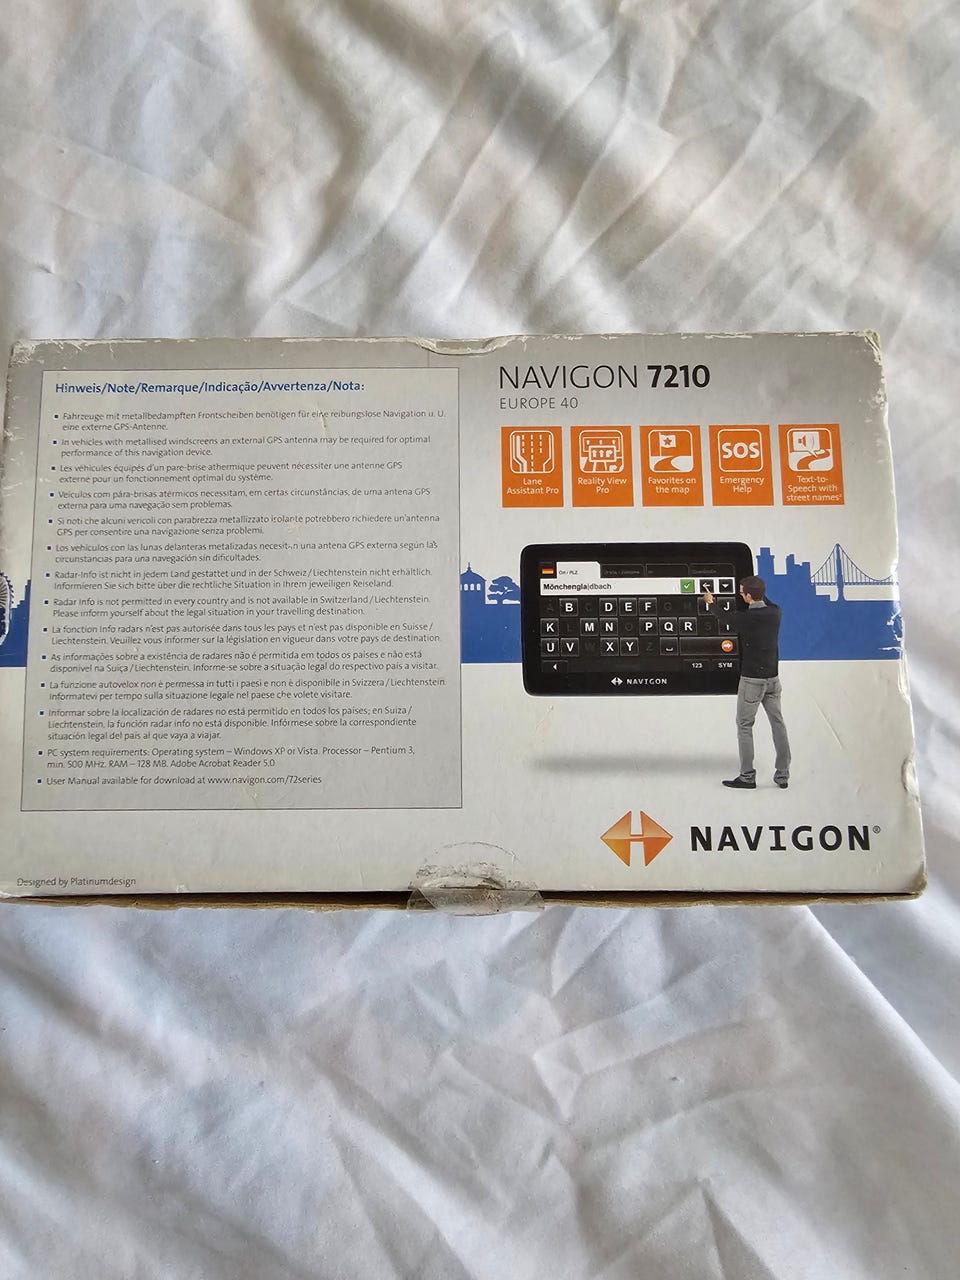 Hinweis/Note/Remarque/Indicação/Avvertenza/Nota:
▪ Fahrzeuge mit metallbedampften Frontscheiben benötigen für eine reibungslose Navigation u. U.
eine externe GPS-Antenne.
▪ In vehicles with metallised windscreens an external GPS antenna may be required for optimal
performance of this navigation device.
▪ Les véhicules équipés d'un pare-brise athermique peuvent nécessiter une antenne GPS
externe pour un fonctionnement optimal du système.
▪ Veículos com pára-brisas atérmicos necessitam, em certas circunstâncias, de uma antena GPS
externa para uma navegação sem problemas.
▪ Si noti che alcuni vericoli con parabrezza metallizzato isolante potrebbero richiedere un'antenna
GPS per consentire una navigazione senza problemi.
▪ Los vehículos con las lunas delanteras metalizadas necesitan una antena GPS externa según las
circunstancias para una navegación sin dificultades.
▪ Radar-Info ist nicht in jedem Land gestattet und in der Schweiz / Liechtenstein nicht erhältlich.
Informieren Sie sich bitte über die rechtliche Situation in Ihrem jeweiligen Reiseland.
▪ Radar Info is not permitted in every country and is not available in Switzerland / Liechtenstein.
Please inform yourself about the legal situation in your travelling destination.
▪ La fonction Info radars n'est pas autorisée dans tous les pays et n'est pas disponible en Suisse /
Liechtenstein. Veuillez vous informer sur la législation en vigueur dans votre pays de destination.
▪ As informações sobre a existência de radares não é permitida em todos os países e não está
disponível na Suíça / Liechtenstein. Informe-se sobre a situação legal do respectivo país a visitar.
▪ La funzione autovelox non è permessa in tutti i paesi e non è disponibile in Svizzera / Liechtenstein.
Informatevi per tempo sulla situazione legale nel paese che volete visitare.
▪ Informar sobre la localización de radares no está permitido en todos los países; en Suiza /
Liechtenstein, la función radar info no está disponible. Infórmese sobre la correspondiente
situación legal del país al que vaya a viajar.
▪ PC system requirements: Operating system – Windows XP or Vista. Processor – Pentium 3,
min. 500 MHz. RAM – 128 MB. Adobe Acrobat Reader 5.0
▪ User Manual available for download at www.navigon.com/72series
Designed by Platinumdesign
NAVIGON 7210
EUROPE 40
SOS
Lane
Assistant Pro
Reality View
Pro
Favorites on
the map
Emergency
Help
Text-to-
Speech with
street names²
Ort / PLZ
Mönchengladbach
A B C D E F G H I J
K L M N O P Q R S
U V W X Y Z
123 SYM
NAVIGON
NAVIGON®